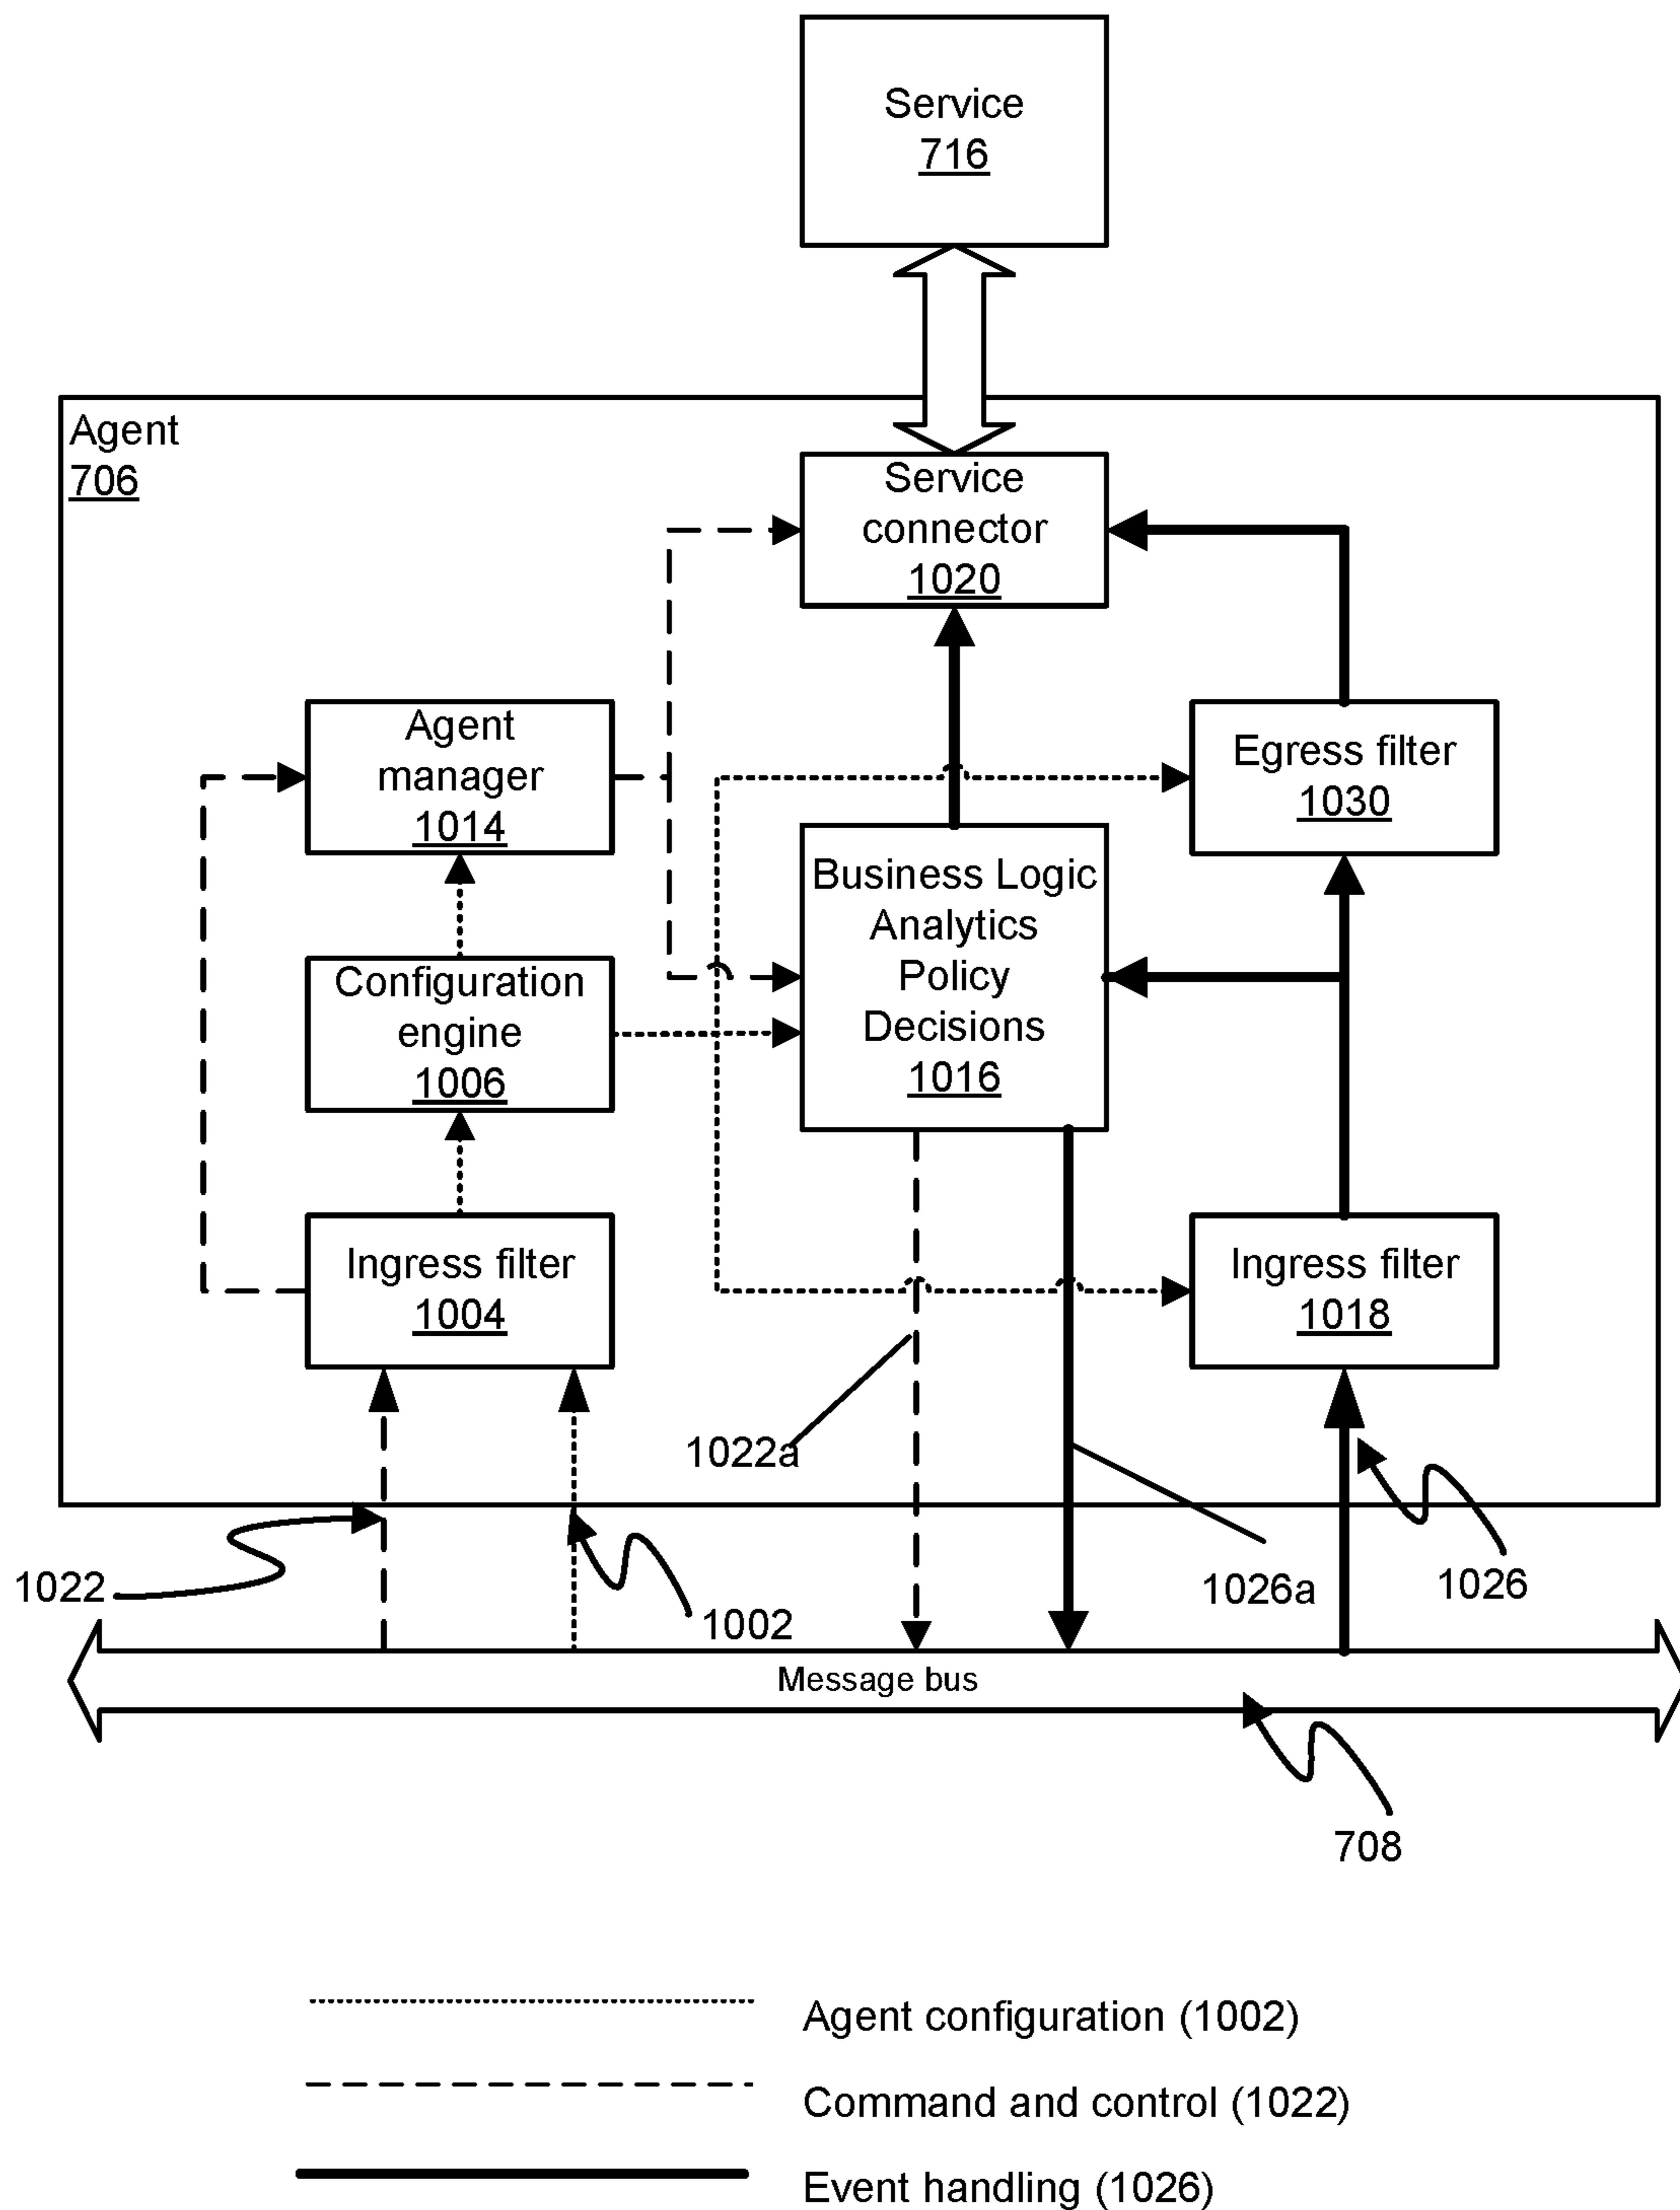 Service
716
Agent
706
Service
connector
1020
Agent
manager
1014
Egress filter
1030
Business Logic
Analytics
Policy
Decisions
1016
Configuration
engine
1006
Ingress filter
1004
Ingress filter
1018
1022a
1022
1002
1026a
1026
Message bus
708
Agent configuration (1002)
Command and control (1022)
Event handling (1026)